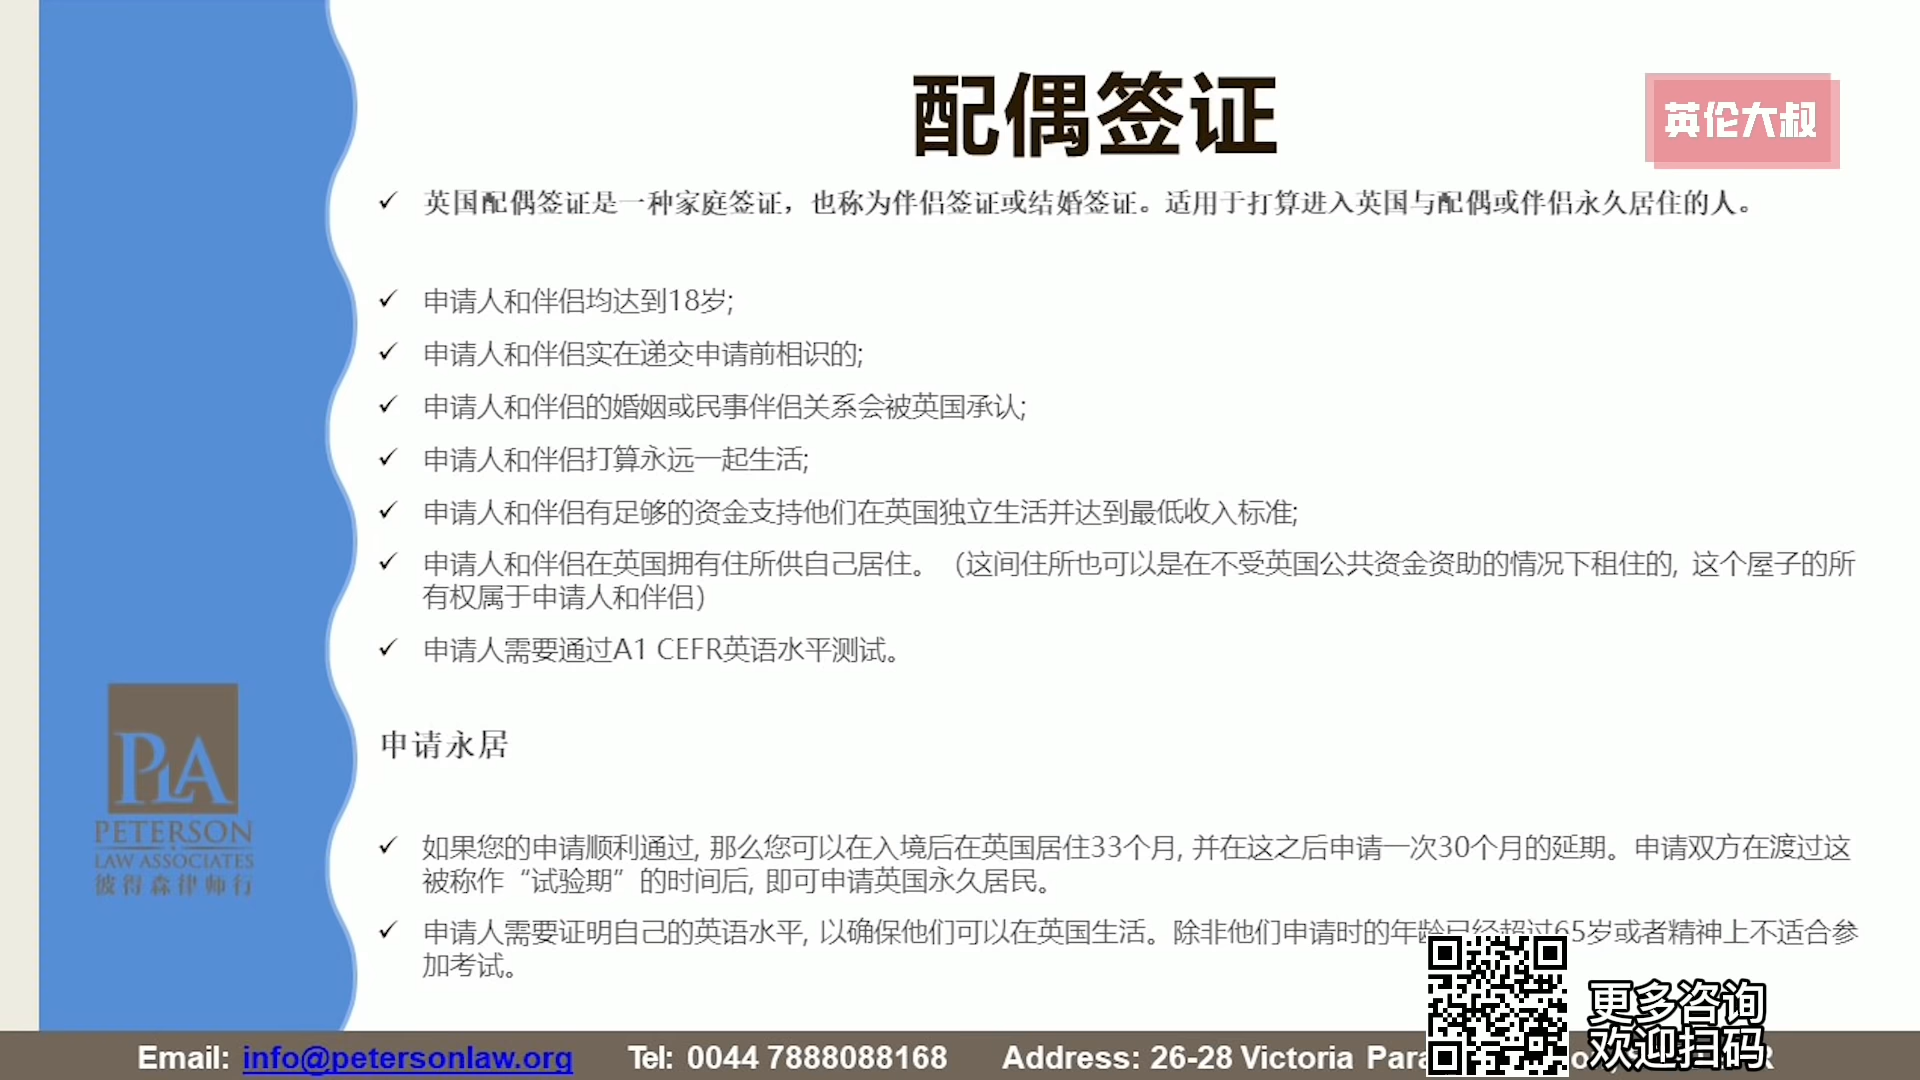 配偶签证
英伦大叔
✓ 英国配偶签证是一种家庭签证，也称为伴侣签证或结婚签证。适用于打算进入英国与配偶或伴侣永久居住的人。
✓ 申请人和伴侣均达到18岁;
✓ 申请人和伴侣实在递交申请前相识的;
✓ 申请人和伴侣的婚姻或民事伴侣关系会被英国承认;
✓ 申请人和伴侣打算永远一起生活;
✓ 申请人和伴侣有足够的资金支持他们在英国独立生活并达到最低收入标准;
✓ 申请人和伴侣在英国拥有住所供自己居住。（这间住所也可以是在不受英国公共资金资助的情况下租住的, 这个屋子的所
有权属于申请人和伴侣）
✓ 申请人需要通过A1 CEFR英语水平测试。
申请永居
✓ 如果您的申请顺利通过, 那么您可以在入境后在英国居住33个月, 并在这之后申请一次30个月的延期。申请双方在渡过这
被称作“试验期”的时间后, 即可申请英国永久居民。
✓ 申请人需要证明自己的英语水平, 以确保他们可以在英国生活。除非他们申请时的年龄已经超过65岁或者精神上不适合参
加考试。
PLA
PETERSON
LAW ASSOCIATES
彼得森律师行
更多咨询
欢迎扫码
Email: info@petersonlaw.org Tel: 0044 7888088168 Address: 26-28 Victoria Para